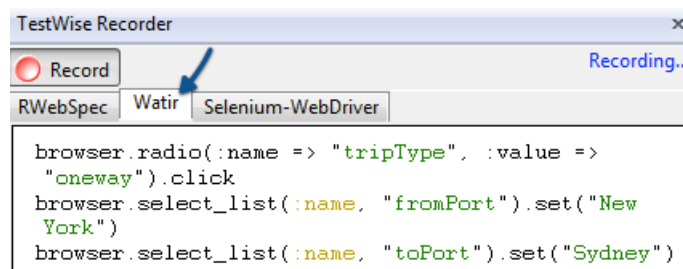 TestWise Recorder ×
Record Recording..
RWebSpec Watir Selenium-WebDriver
browser.radio(:name => "tripType", :value =>
"oneway").click
browser.select_list(:name, "fromPort").set("New
York")
browser.select_list(:name, "toPort").set("Sydney")